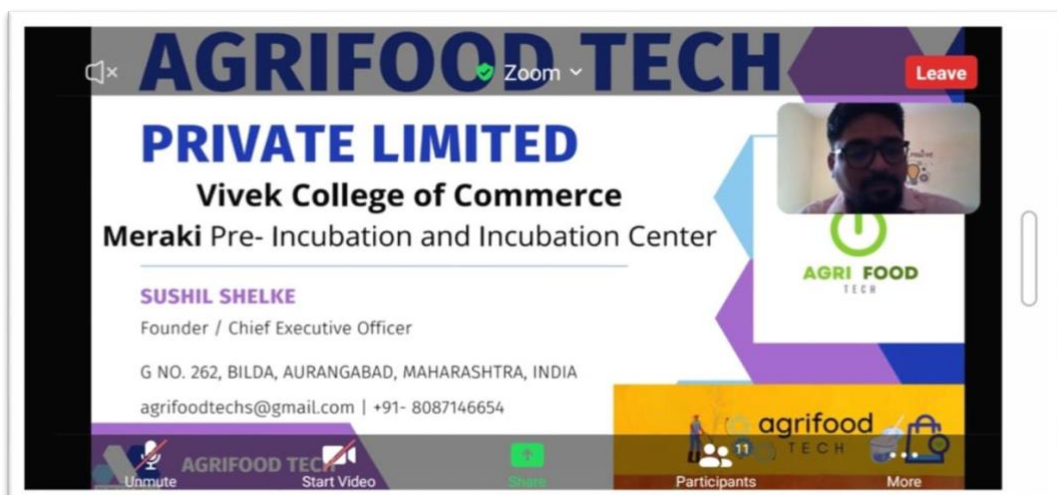 AGRIFOOD TECH
Zoom
Leave
PRIVATE LIMITED
Vivek College of Commerce
Meraki Pre- Incubation and Incubation Center
SUSHIL SHELKE
Founder / Chief Executive Officer
G NO. 262, BILDA, AURANGABAD, MAHARASHTRA, INDIA
agrifoodtechs@gmail.com | +91- 8087146654
AGRI FOOD
TECH
agrifood
TECH
AGRIFOOD TECH
11
Unmute
Start Video
Share
Participants
More